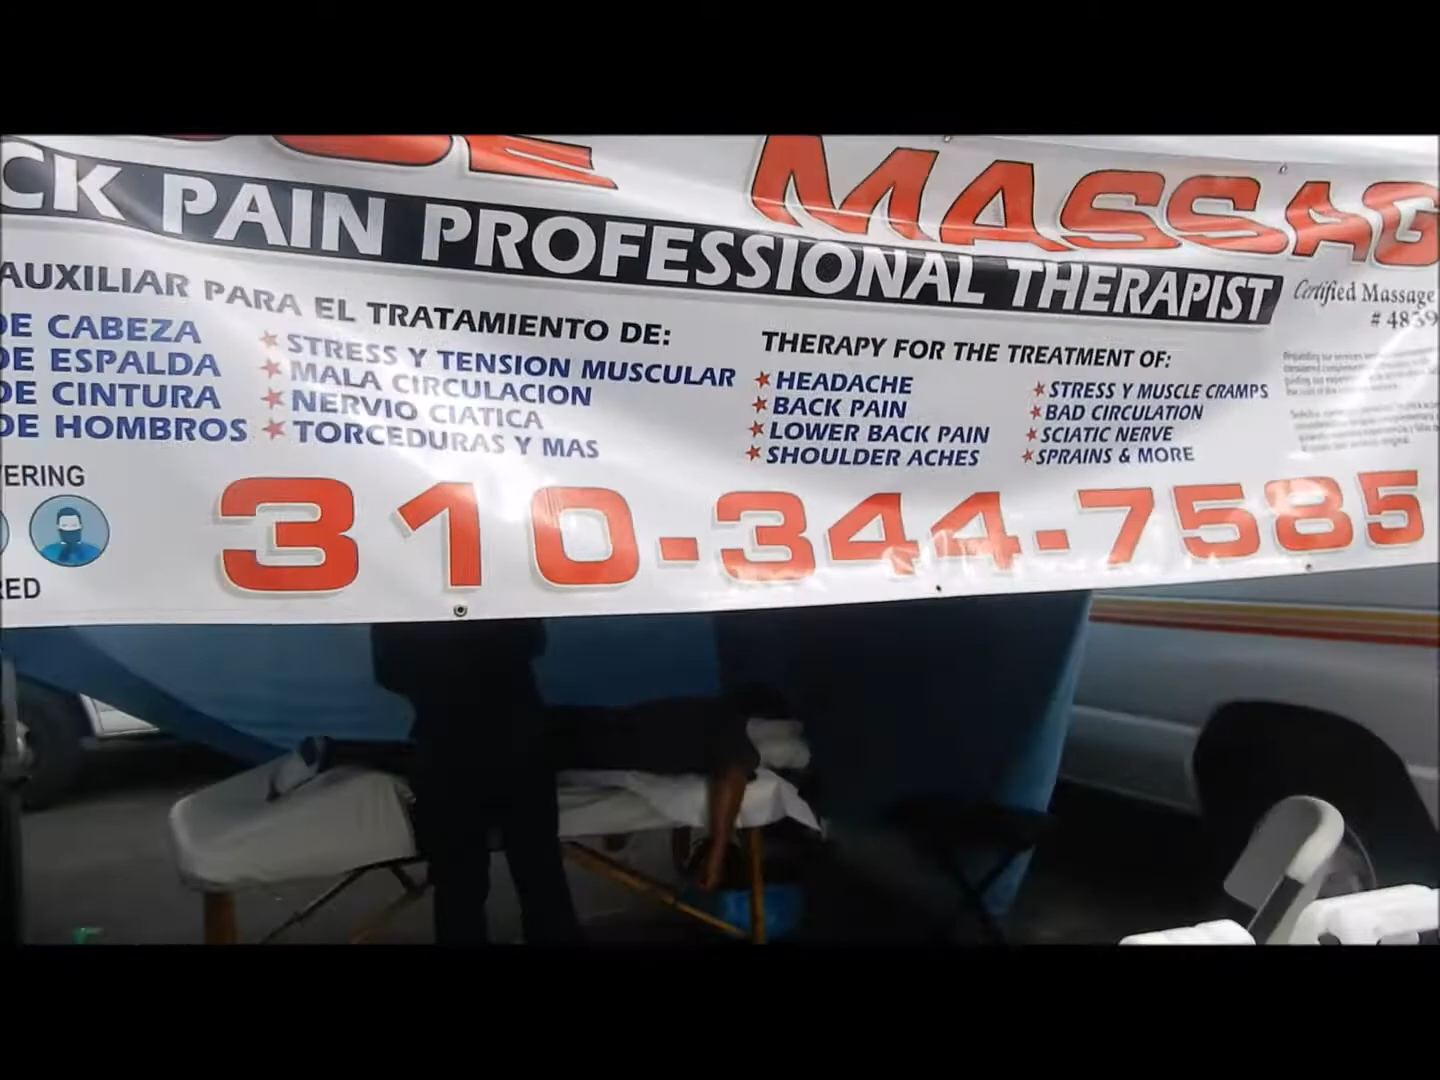 MASSAG
CK PAIN PROFESSIONAL THERAPIST
Certified Massage
# 4839
AUXILIAR PARA EL TRATAMIENTO DE:
DE CABEZA
DE ESPALDA
DE CINTURA
DE HOMBROS
STRESS Y TENSION MUSCULAR
MALA CIRCULACION
NERVIO CIATICA
TORCEDURAS Y MAS
THERAPY FOR THE TREATMENT OF:
HEADACHE
BACK PAIN
LOWER BACK PAIN
SHOULDER ACHES
STRESS Y MUSCLE CRAMPS
BAD CIRCULATION
SCIATIC NERVE
SPRAINS & MORE
ERING
RED
310-344-7585